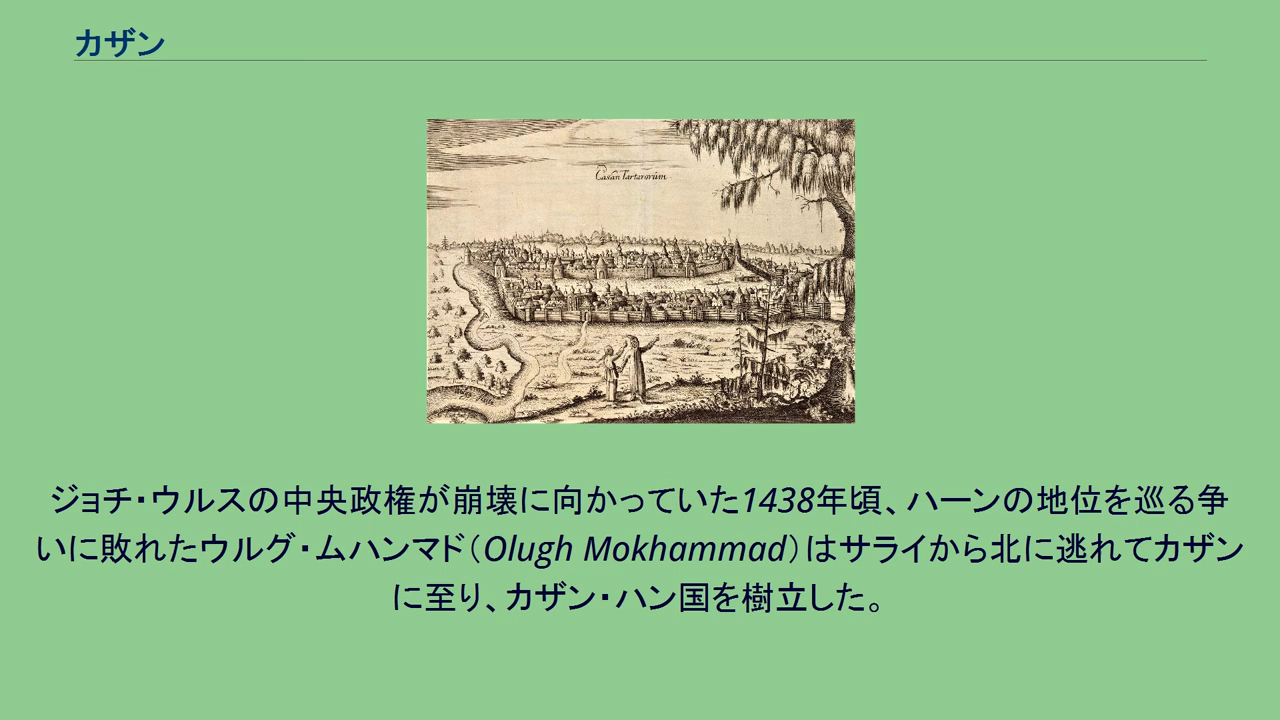 カザン
Casan Tartarorum
ジョチ・ウルスの中央政権が崩壊に向かっていた1438年頃、ハーンの地位を巡る争
いに敗れたウルグ・ムハンマド（Olugh Mokhammad）はサライから北に逃れてカザン
に至り、カザン・ハン国を樹立した。